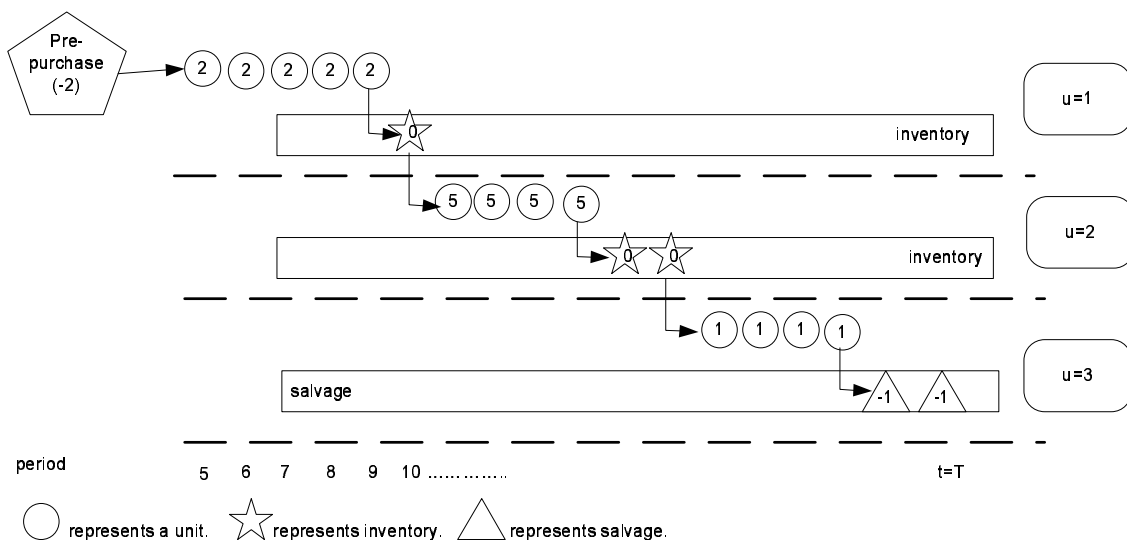 Pre-
purchase
(-2)
2 2 2 2 2
u=1
0
inventory
5 5 5 5
u=2
0 0
inventory
1 1 1 1
u=3
salvage
-1 -1
period
5 6 7 8 9 10 .............. t=T
represents a unit. represents inventory. represents salvage.